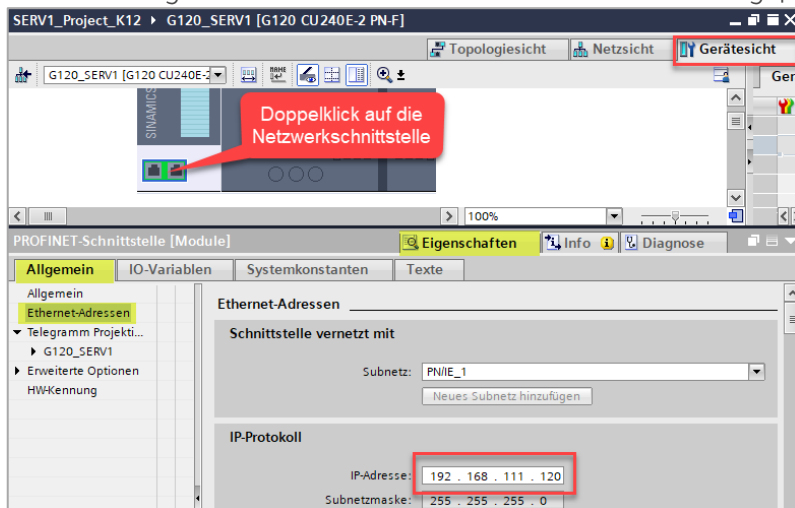 SERV1_Project_K12 ▸ G120_SERV1 [G120 CU240E-2 PN-F]
Topologiesicht Netzsicht Gerätesicht
G120_SERV1 [G120 CU240E-2 Ger
SINAMICS
Doppelklick auf die
Netzwerkschnittstelle
100%
PROFINET-Schnittstelle [Module] Eigenschaften Info Diagnose
Allgemein IO-Variablen Systemkonstanten Texte
Allgemein
Ethernet-Adressen
Telegramm Projekti...
G120_SERV1
Erweiterte Optionen
HW-Kennung
Ethernet-Adressen
Schnittstelle vernetzt mit
Subnetz: PN/IE_1
Neues Subnetz hinzufügen
IP-Protokoll
IP-Adresse: 192 . 168 . 111 . 120
Subnetzmaske: 255 . 255 . 255 . 0